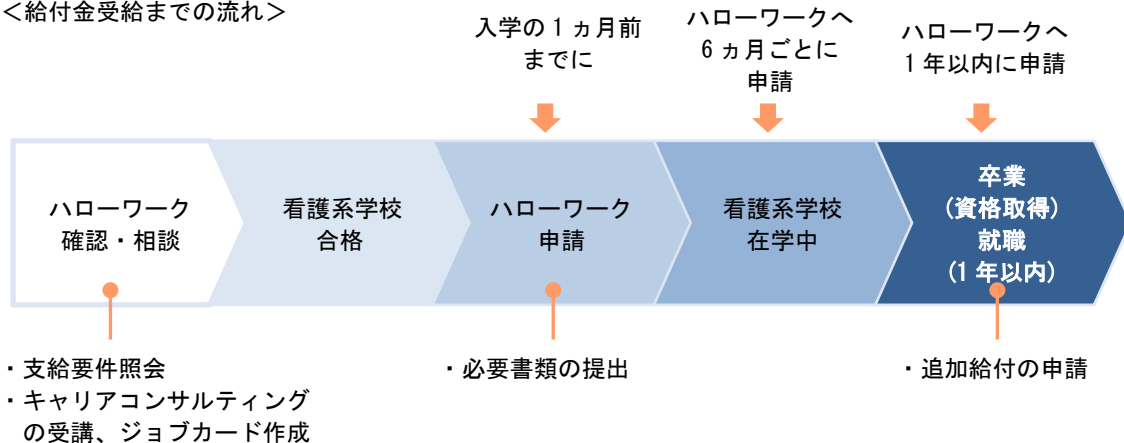 ＜給付金受給までの流れ＞
入学の1ヵ月前
までに
ハローワークへ
6ヵ月ごとに
申請
ハローワークへ
1年以内に申請
ハローワーク
確認・相談
看護系学校
合格
ハローワーク
申請
看護系学校
在学中
卒業
(資格取得)
就職
(1年以内)
・支給要件照会
・キャリアコンサルティング
の受講、ジョブカード作成
・必要書類の提出
・追加給付の申請